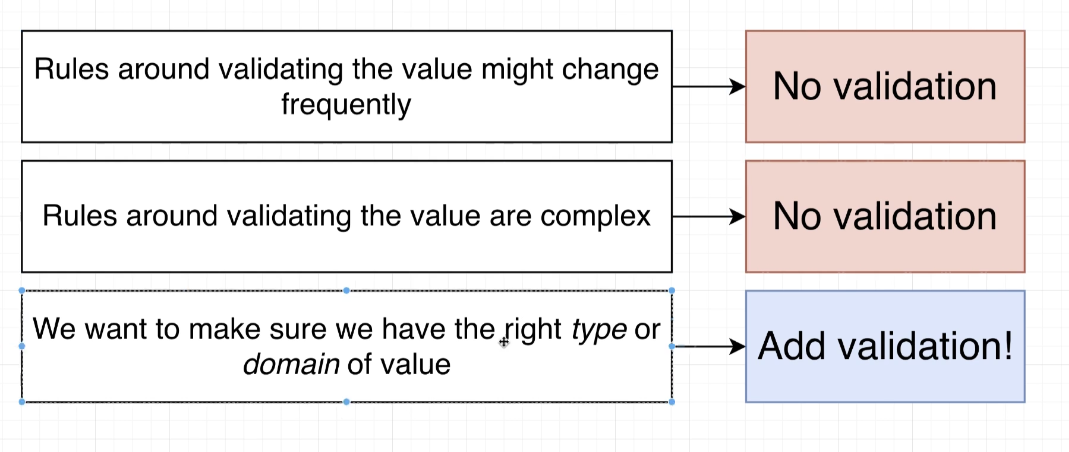 Rules around validating the value might change
frequently
No validation
Rules around validating the value are complex
No validation
We want to make sure we have the right type or
domain of value
Add validation!